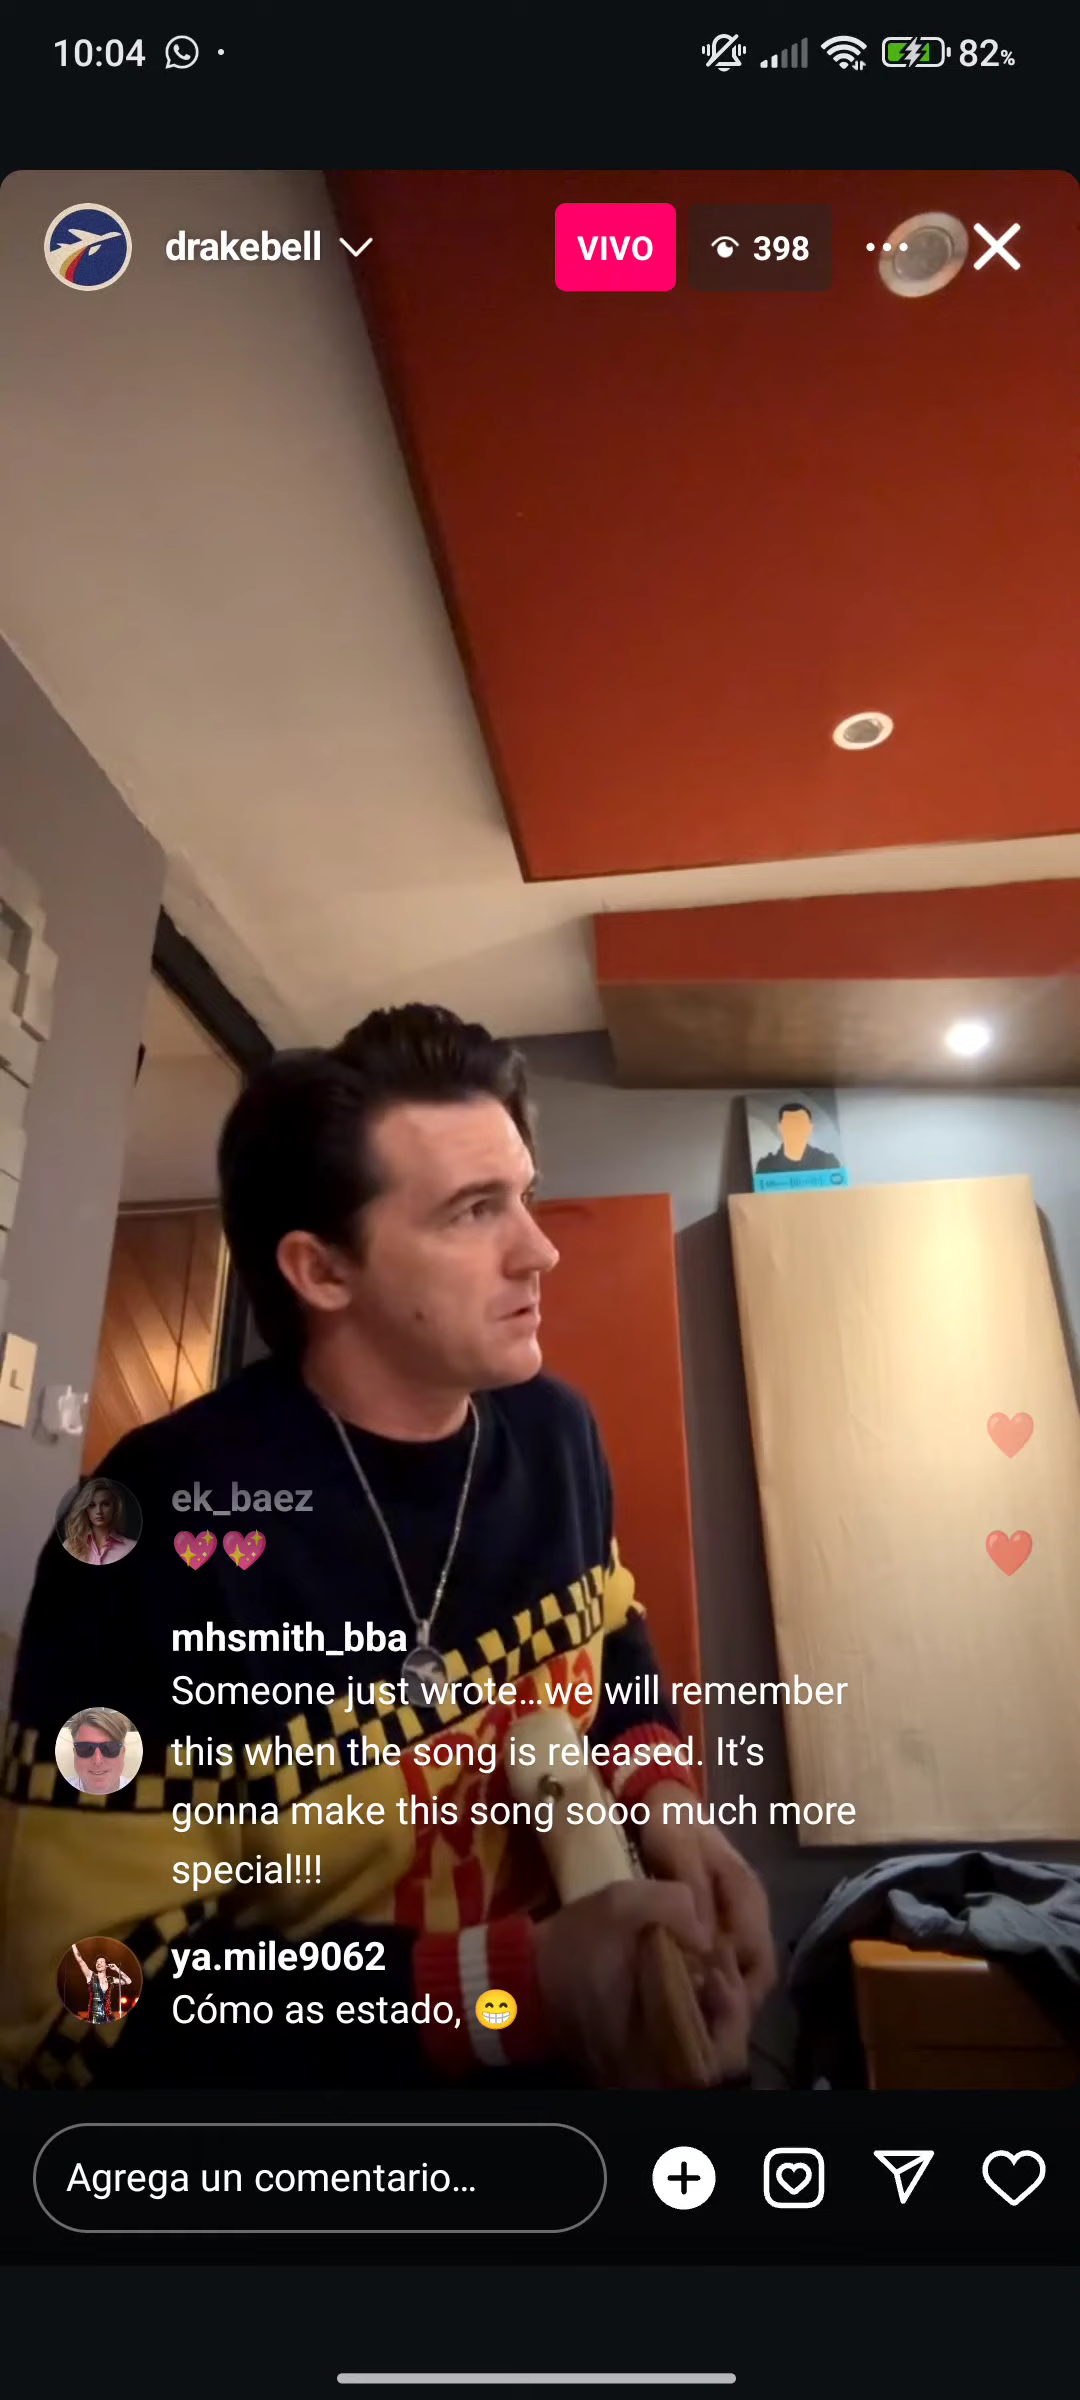 10:04
82%
drakebell
VIVO
398
ek_baez
💖💖
mhsmith_bba
Someone just wrote...we will remember
this when the song is released. It’s
gonna make this song sooo much more
special!!!
ya.mile9062
Cómo as estado, 😁
Agrega un comentario...